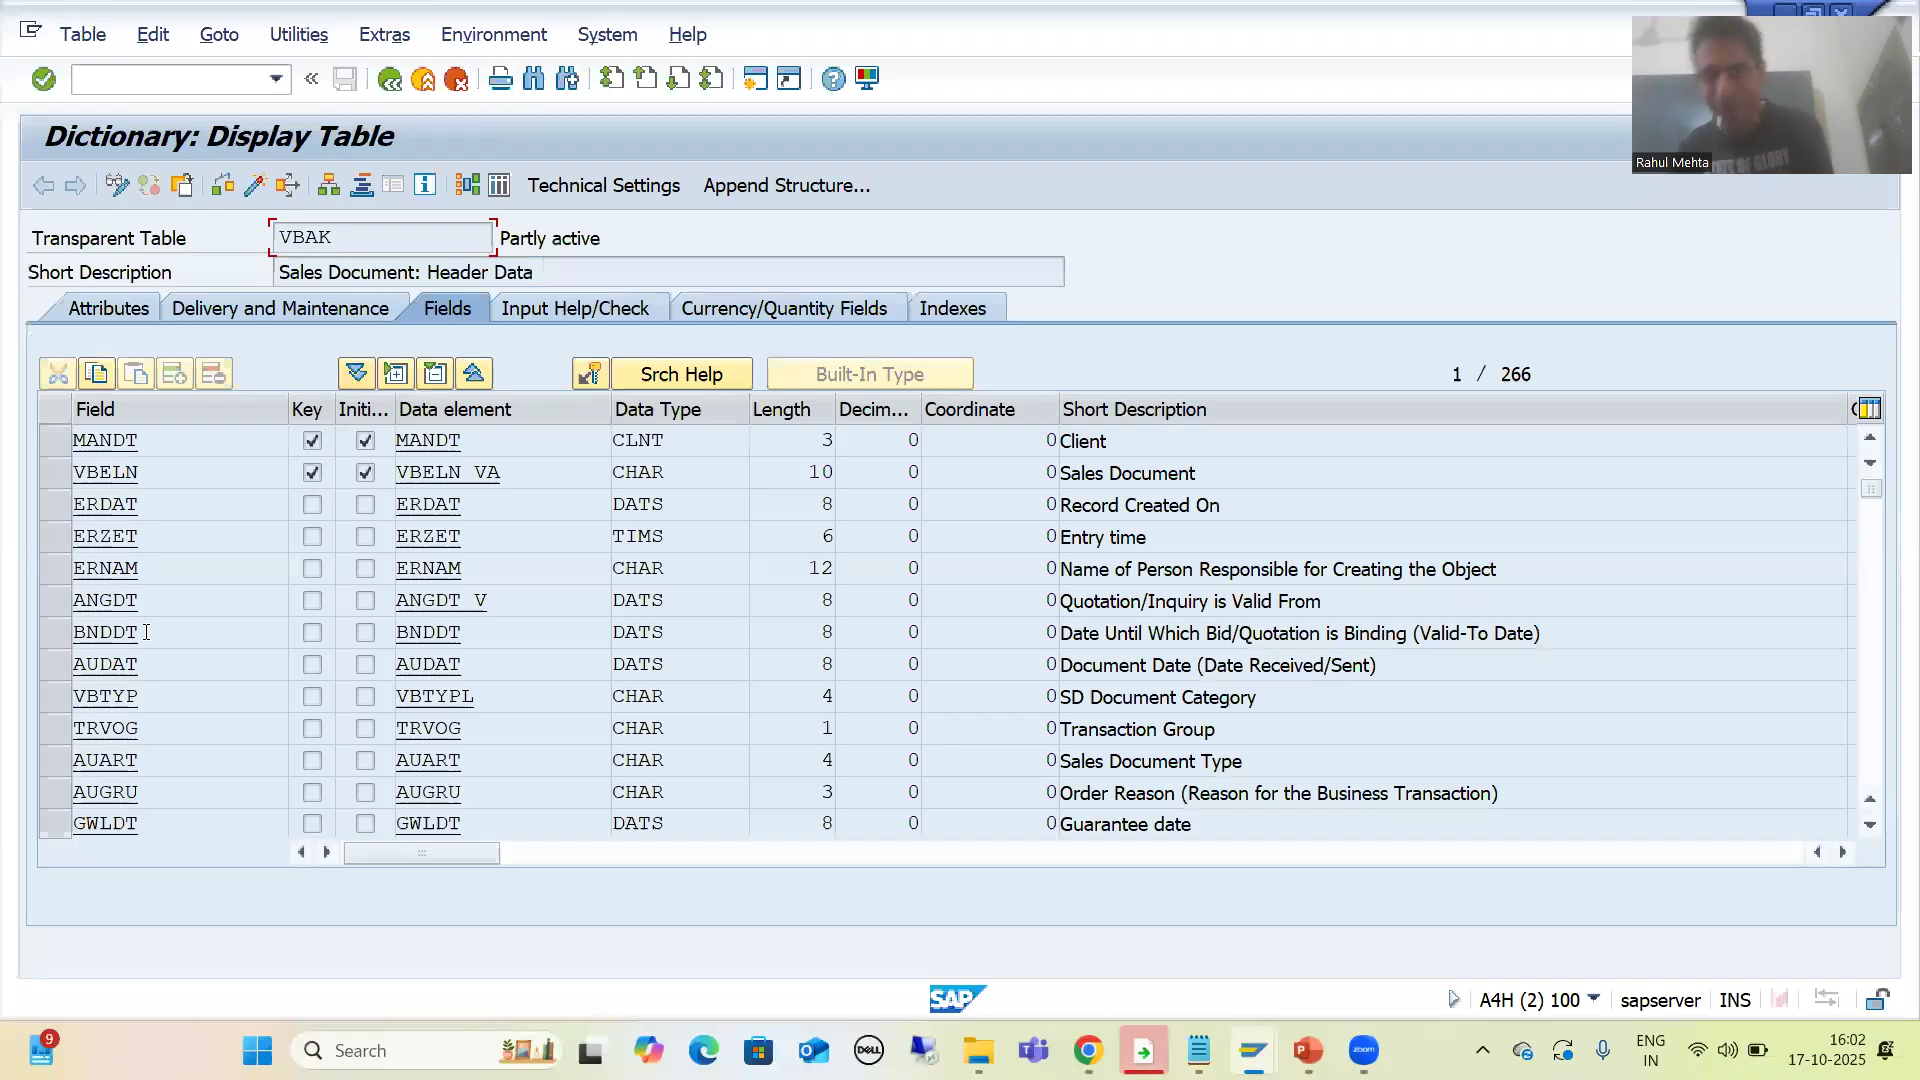 Table Edit Goto Utilities Extras Environment System Help
Dictionary: Display Table
Technical Settings Append Structure...
Transparent Table VBAK Partly active
Short Description Sales Document: Header Data
Attributes Delivery and Maintenance Fields Input Help/Check Currency/Quantity Fields Indexes
Srch Help Built-In Type 1 / 266
Field Key Initi... Data element Data Type Length Decim... Coordinate Short Description
MANDT MANDT CLNT 3 0 0 Client
VBELN VBELN_VA CHAR 10 0 0 Sales Document
ERDAT ERDAT DATS 8 0 0 Record Created On
ERZET ERZET TIMS 6 0 0 Entry time
ERNAM ERNAM CHAR 12 0 0 Name of Person Responsible for Creating the Object
ANGDT ANGDT_V DATS 8 0 0 Quotation/Inquiry is Valid From
BNDDT BNDDT DATS 8 0 0 Date Until Which Bid/Quotation is Binding (Valid-To Date)
AUDAT AUDAT DATS 8 0 0 Document Date (Date Received/Sent)
VBTYP VBTYPL CHAR 4 0 0 SD Document Category
TRVOG TRVOG CHAR 1 0 0 Transaction Group
AUART AUART CHAR 4 0 0 Sales Document Type
AUGRU AUGRU CHAR 3 0 0 Order Reason (Reason for the Business Transaction)
GWLDT GWLDT DATS 8 0 0 Guarantee date
Rahul Mehta
OF GLORY
SAP
A4H (2) 100 sapserver INS
9
Search
DELL
zoom
ENG
IN
16:02
17-10-2025